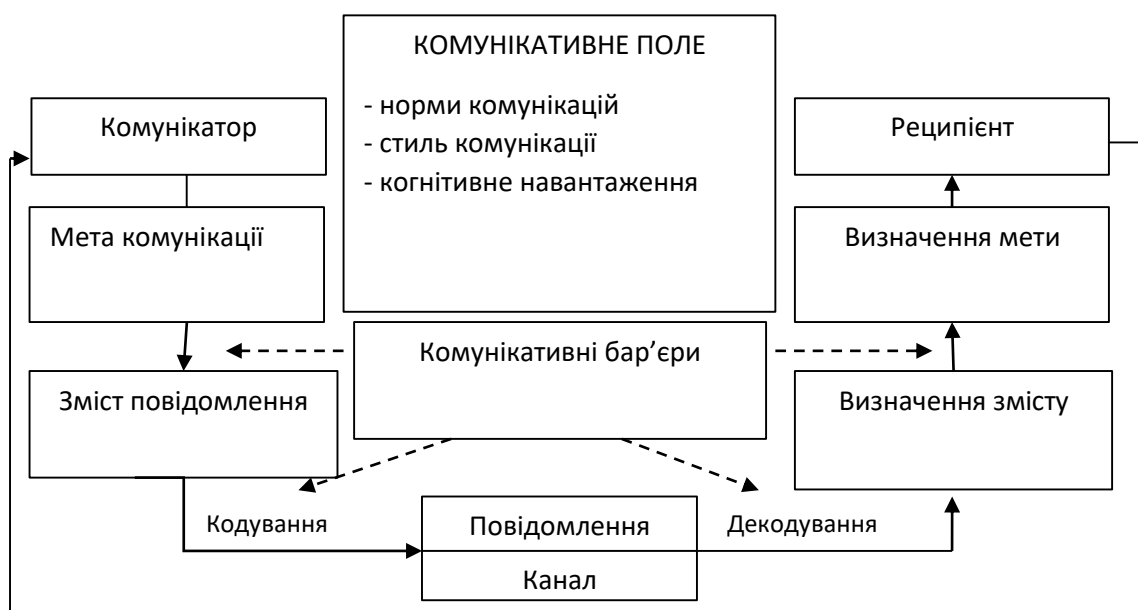 КОМУНІКАТИВНЕ ПОЛЕ
- норми комунікацій
- стиль комунікації
- когнітивне навантаження
Комунікатор
Реципієнт
Мета комунікації
Визначення мети
Комунікативні бар’єри
Зміст повідомлення
Визначення змісту
Кодування
Повідомлення
Декодування
Канал